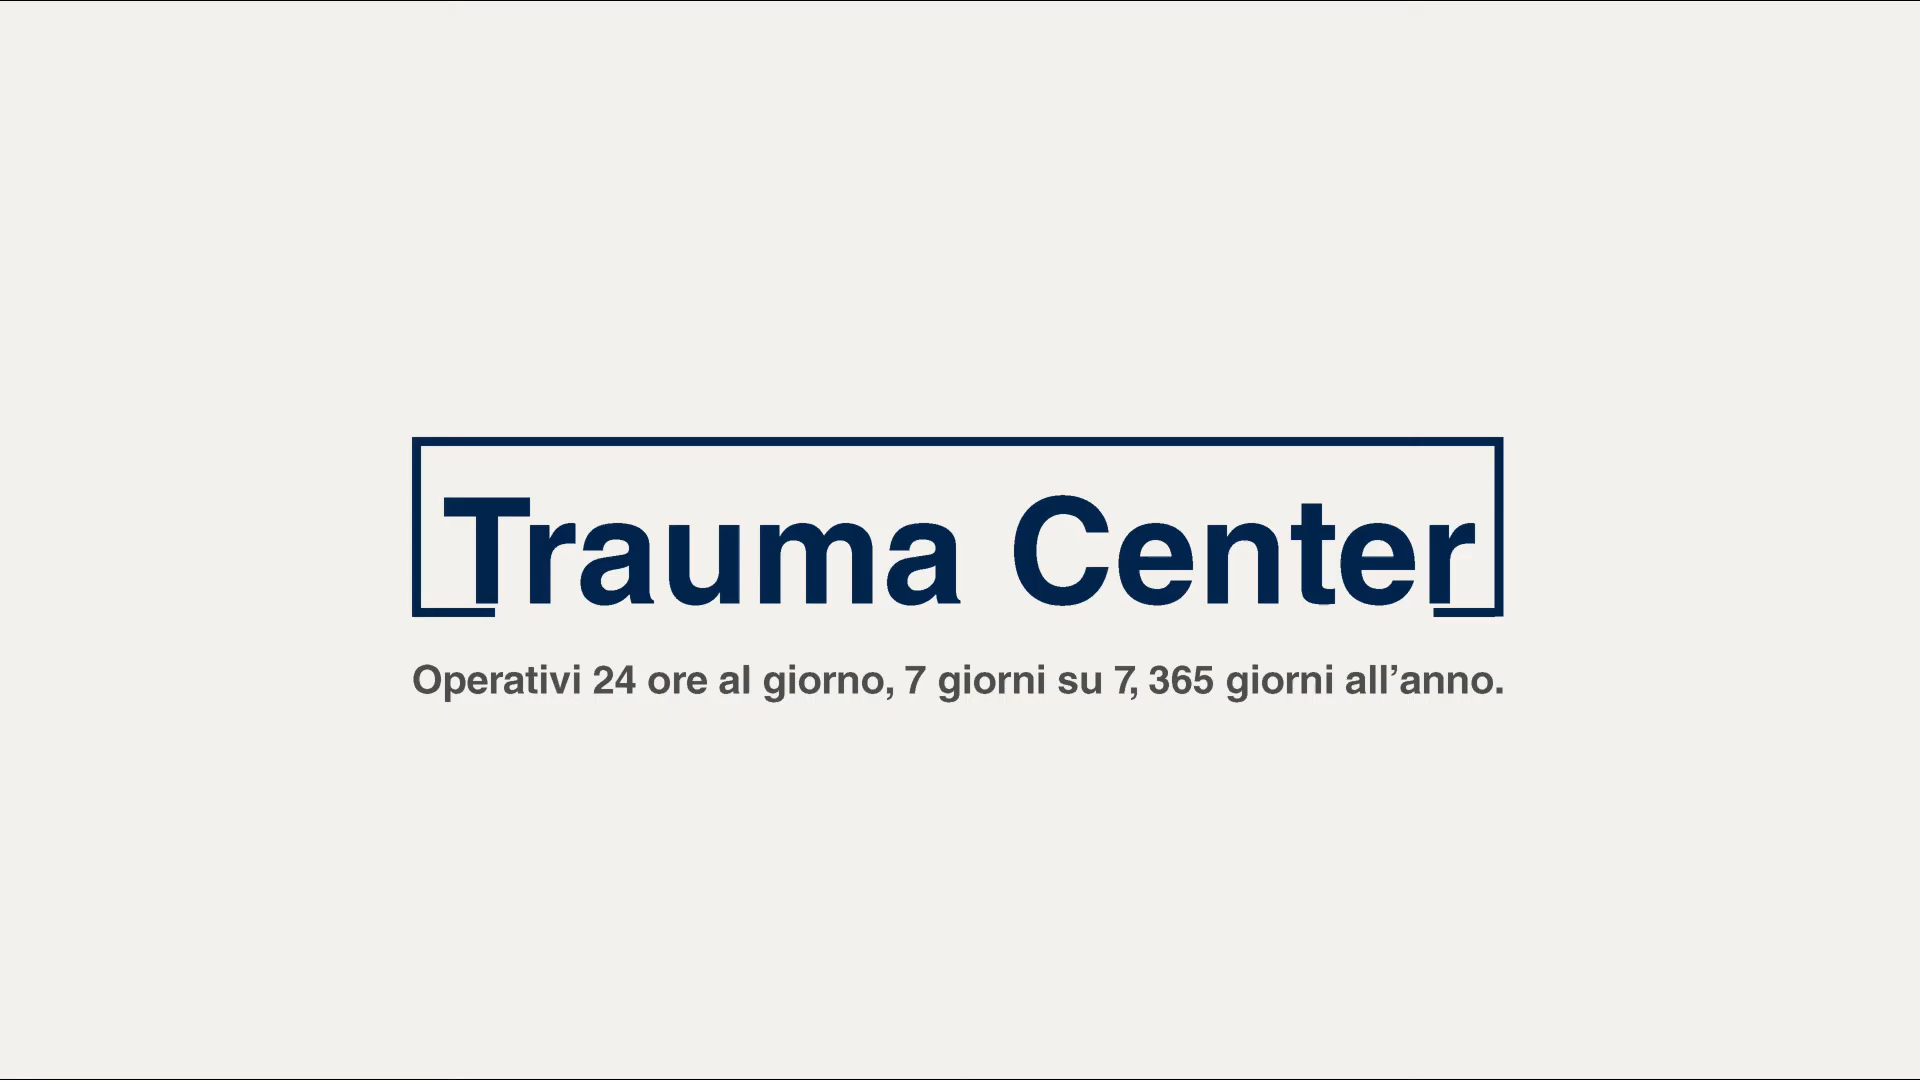 Trauma Center
Operativi 24 ore al giorno, 7 giorni su 7, 365 giorni all’anno.